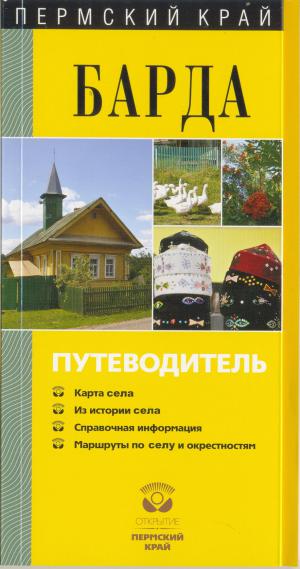 ПЕРМСКИЙ КРАЙ
БАРДА
ПУТЕВОДИТЕЛЬ
Карта села
Из истории села
Справочная информация
Маршруты по селу и окрестностям
ОТКРЫТИЕ
ПЕРМСКИЙ
КРАЙ